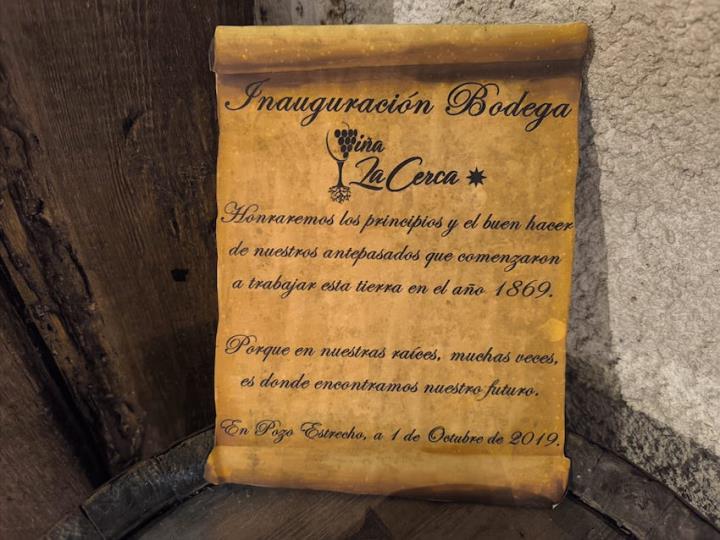 Inauguración Bodega
Viña
La Cerca
Honraremos los principios y el buen hacer
de nuestros antepasados que comenzaron
a trabajar esta tierra en el año 1869.
Porque en nuestras raíces, muchas veces,
es donde encontramos nuestro futuro.
En Pozo Estrecho, a 1 de Octubre de 2019.